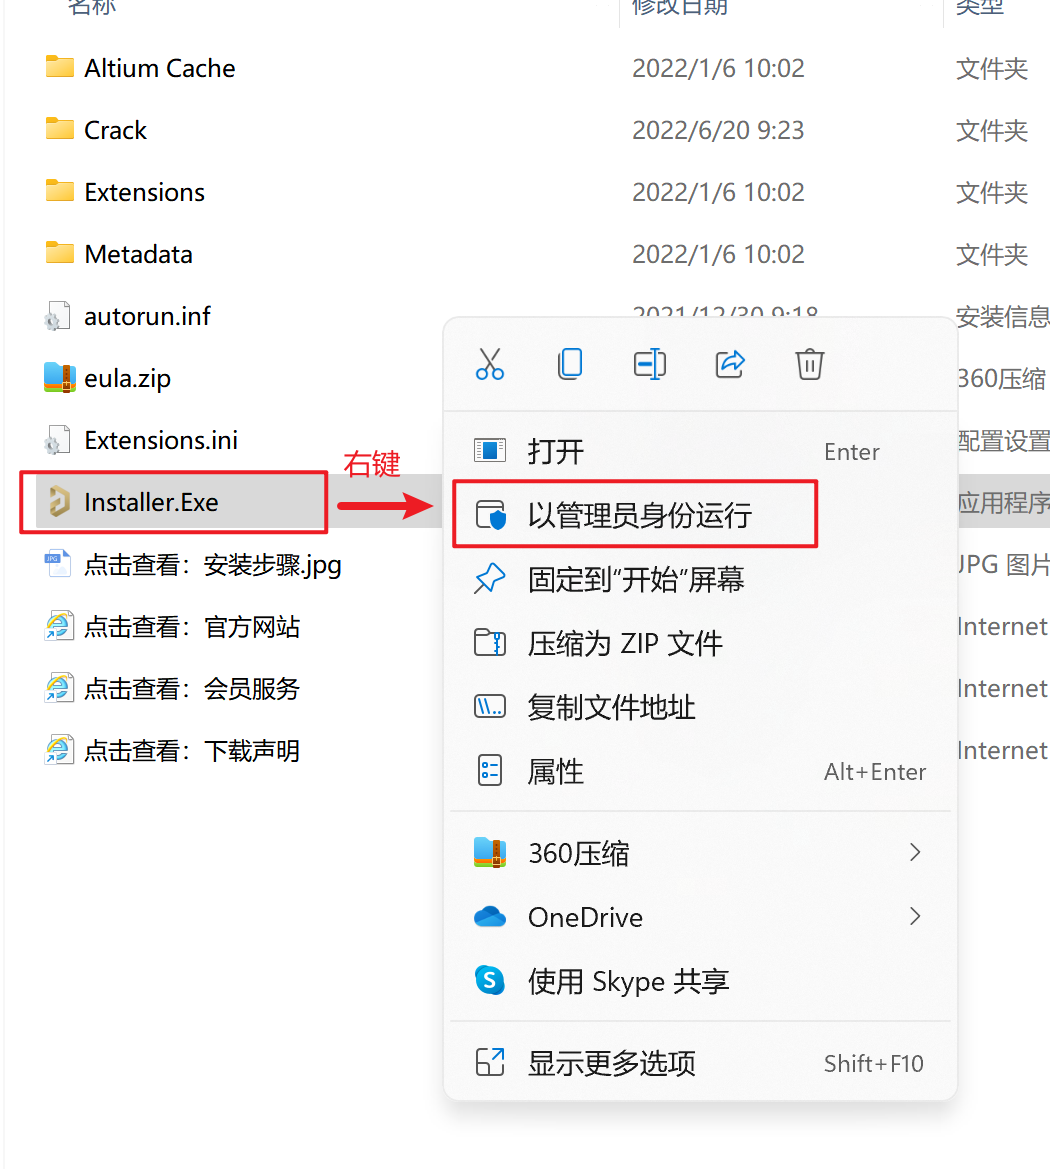 名称 修改日期 类型
Altium Cache 2022/1/6 10:02 文件夹
Crack 2022/6/20 9:23 文件夹
Extensions 2022/1/6 10:02 文件夹
Metadata 2022/1/6 10:02 文件夹
autorun.inf 2021/12/30 9:18 安装信息
eula.zip 360压缩
Extensions.ini 配置设置
Installer.Exe 应用程序
右键
点击查看：安装步骤.jpg JPG 图片
点击查看：官方网站 Internet
点击查看：会员服务 Internet
点击查看：下载声明 Internet
打开 Enter
以管理员身份运行
固定到“开始”屏幕
压缩为 ZIP 文件
复制文件地址
属性 Alt+Enter
360压缩
OneDrive
使用 Skype 共享
显示更多选项 Shift+F10